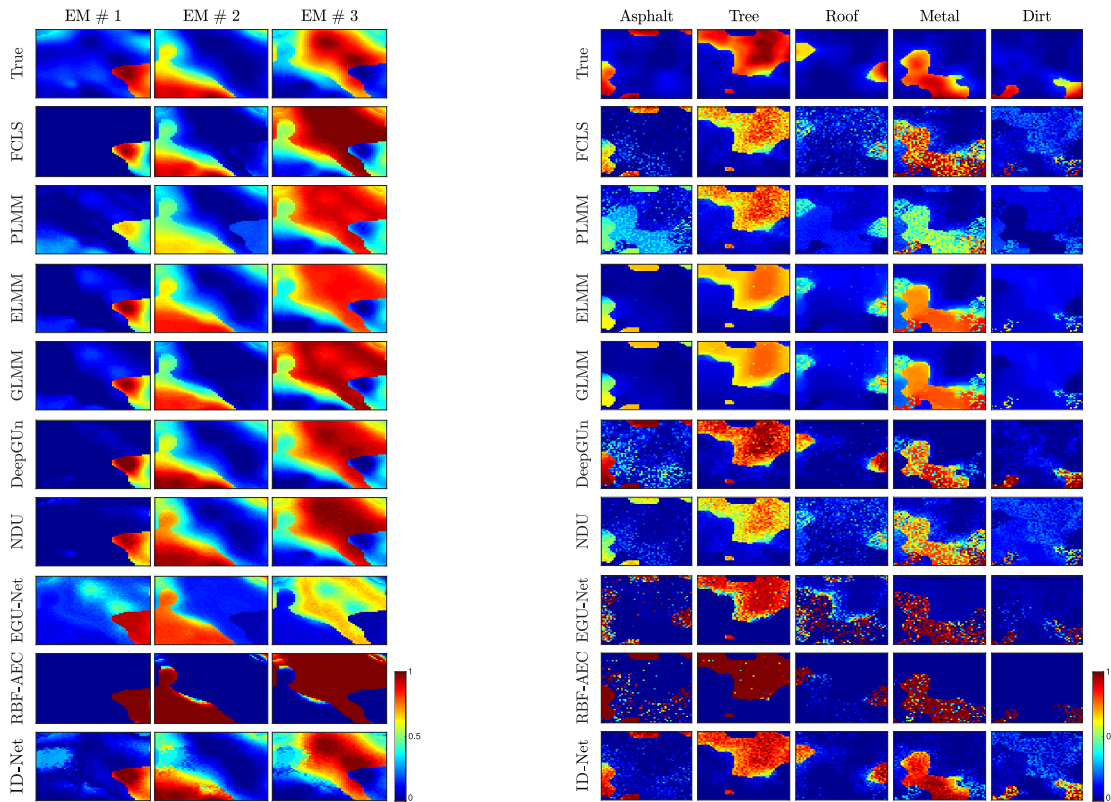 EM # 1 EM # 2 EM # 3
True
FCLS
PLMM
ELMM
GLMM
DeepGUn
NDU
EGU-Net
RBF-AEC
ID-Net
1
0.5
0
Asphalt Tree Roof Metal Dirt
True
FCLS
PLMM
ELMM
GLMM
DeepGUn
NDU
EGU-Net
RBF-AEC
ID-Net
1
0
0